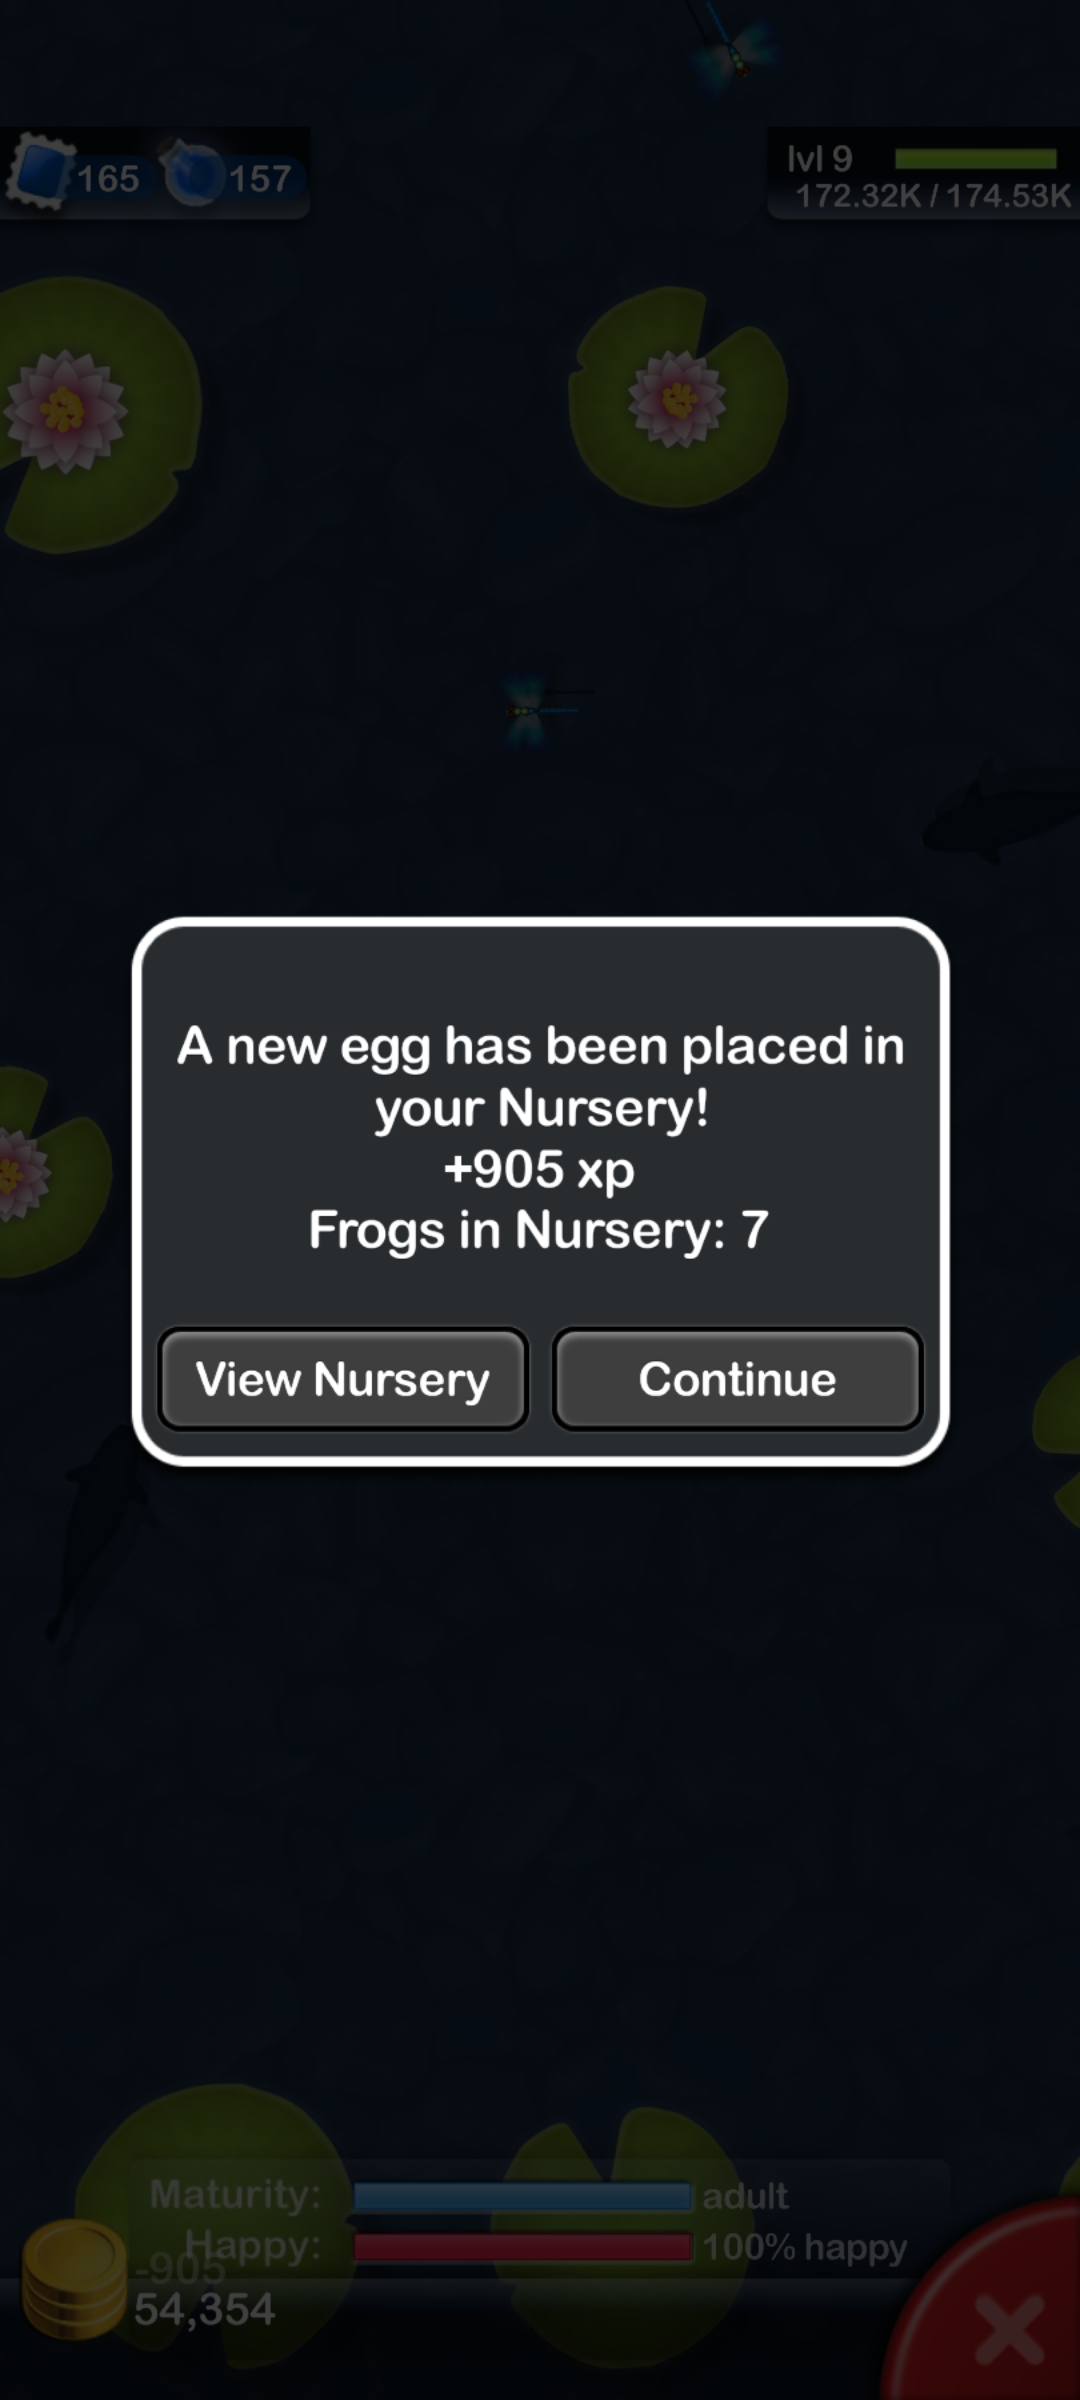 165 157
lvl 9
172.32K / 174.53K
A new egg has been placed in
your Nursery!
+905 xp
Frogs in Nursery: 7
View Nursery Continue
Maturity: adult
Happy: 100% happy
-905
54,354